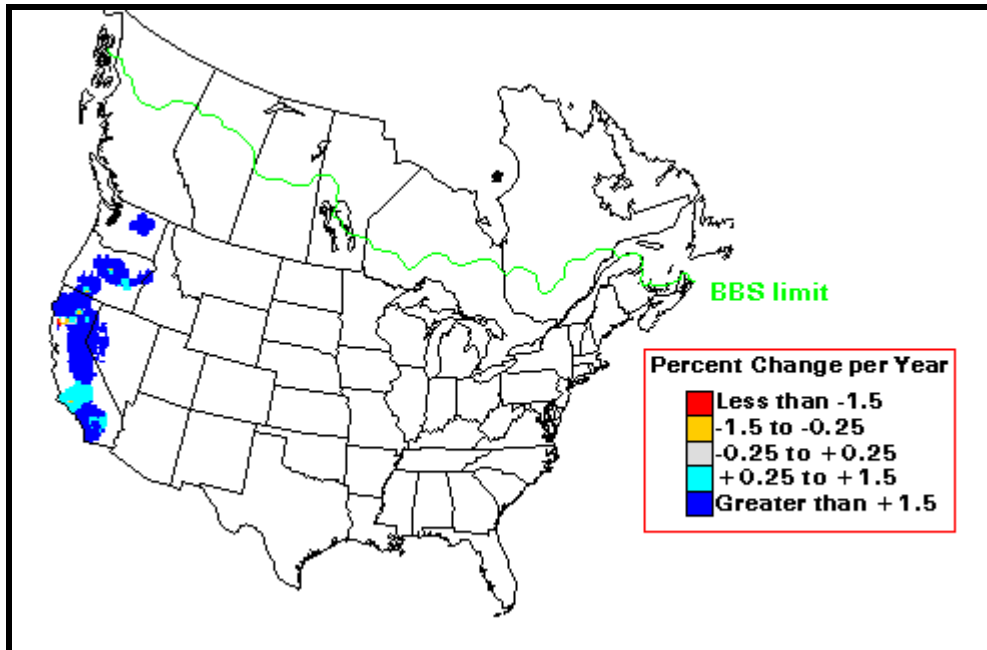 BBS limit
Percent Change per Year
Less than -1.5
-1.5 to -0.25
-0.25 to +0.25
+0.25 to +1.5
Greater than +1.5